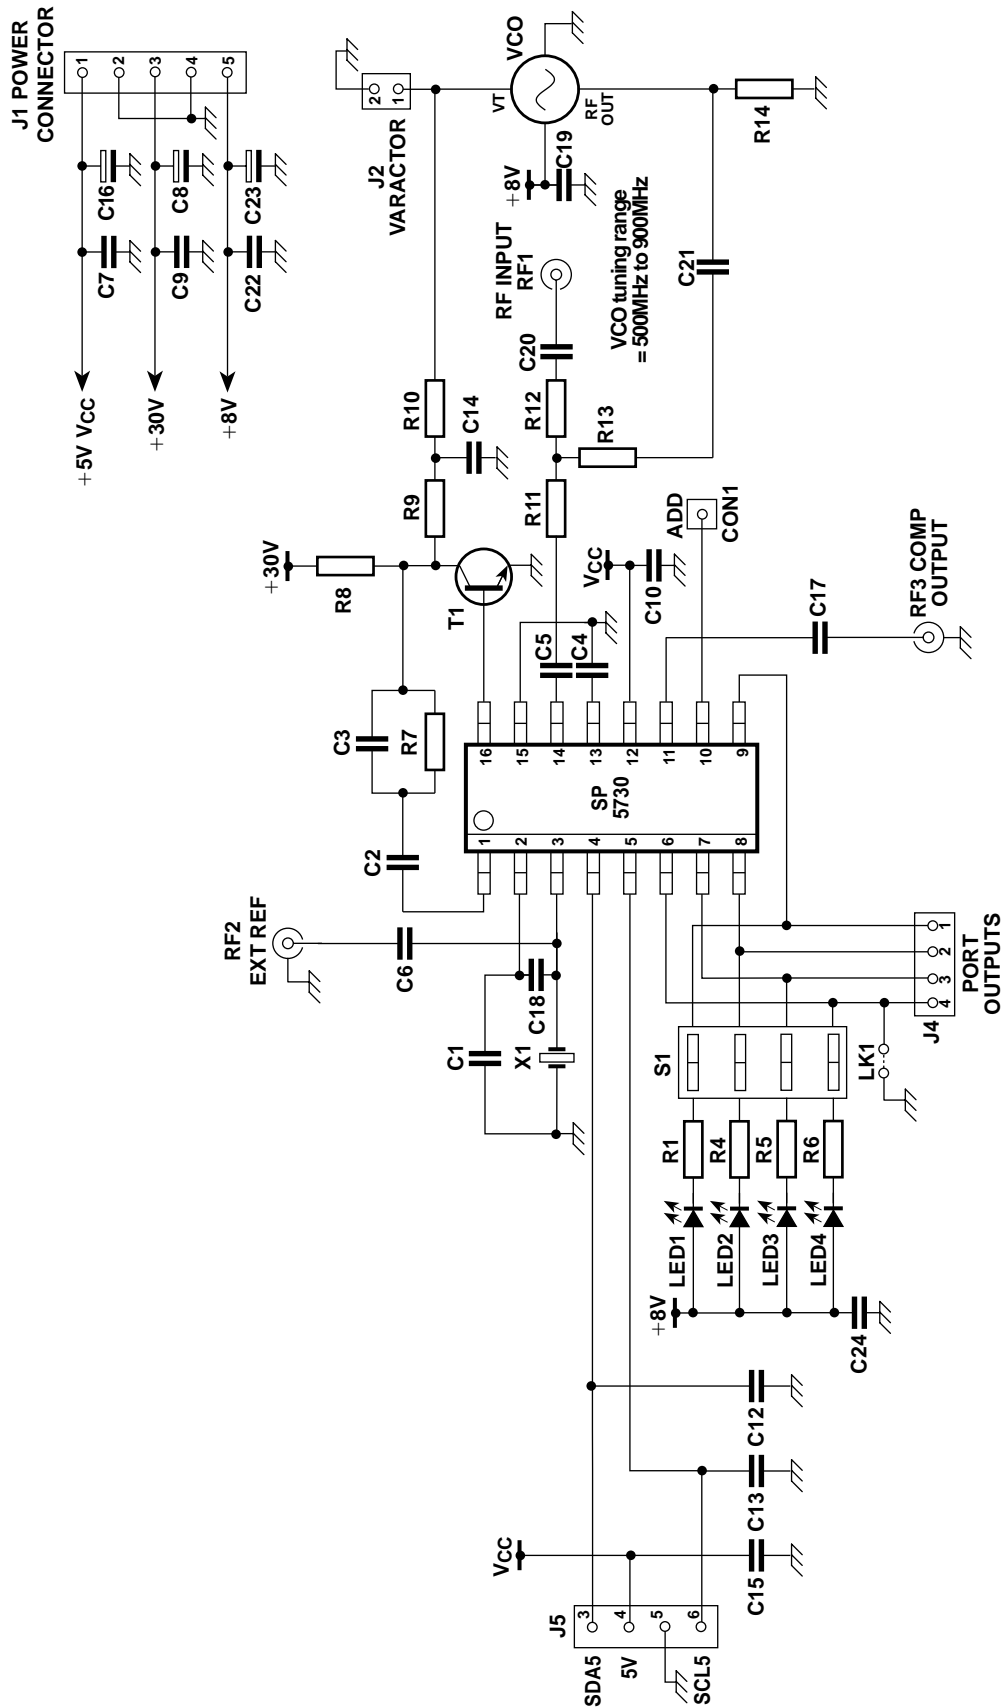 J1 POWER
CONNECTOR
1
2
3
4
5
C16
C8
C23
C7
C9
C22
+5V VCC
+30V
+8V
J2
VARACTOR
2
1
VT
VCO
RF
OUT
R14
+8V
C19
RF INPUT
RF1
VCO tuning range
= 500MHz to 900MHz
C21
C20
R10
C14
R12
R13
R9
R11
+30V
R8
T1
VCC
C10
ADD
CON1
C5
C4
C17
RF3 COMP
OUTPUT
C3
R7
C2
16
15
14
13
12
11
10
9
SP
5730
1
2
3
4
5
6
7
8
RF2
EXT REF
C6
C18
C1
X1
1
2
3
4
J4
PORT
OUTPUTS
S1
LK1
R1
R4
R5
R6
LED1
LED2
LED3
LED4
+8V
C24
C12
C13
C15
VCC
J5
3
4
5
6
SDA5
5V
SCL5